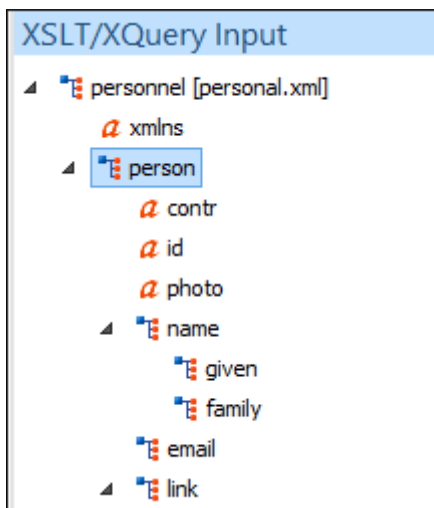 XSLT/XQuery Input
personnel [personal.xml]
a xmlns
person
a contr
a id
a photo
name
given
family
email
link